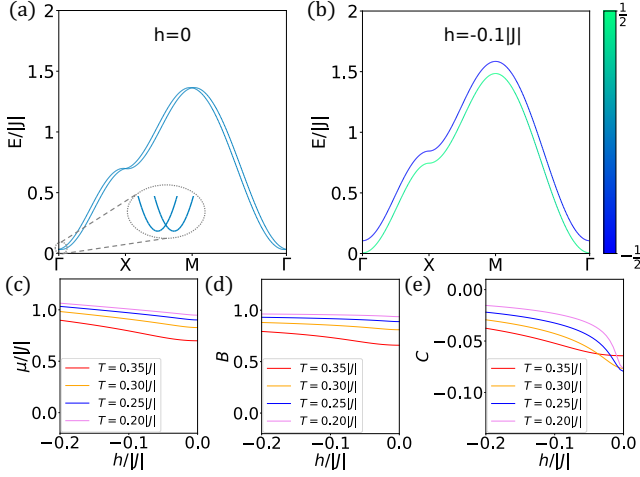 (a)
h=0
E/|J|
2
1.5
1
0.5
0
Γ X M Γ
(b)
h=-0.1|J|
E/|J|
2
1.5
1
0.5
0
Γ X M Γ
1/2
−1/2
(c)
μ/|J|
1.0
0.5
0.0
T = 0.35|J|
T = 0.30|J|
T = 0.25|J|
T = 0.20|J|
−0.2 −0.1 0.0
h/|J|
(d)
B
1.0
0.5
0.0
T = 0.35|J|
T = 0.30|J|
T = 0.25|J|
T = 0.20|J|
−0.2 −0.1 0.0
h/|J|
(e)
C
0.00
−0.05
−0.10
T = 0.35|J|
T = 0.30|J|
T = 0.25|J|
T = 0.20|J|
−0.2 −0.1 0.0
h/|J|